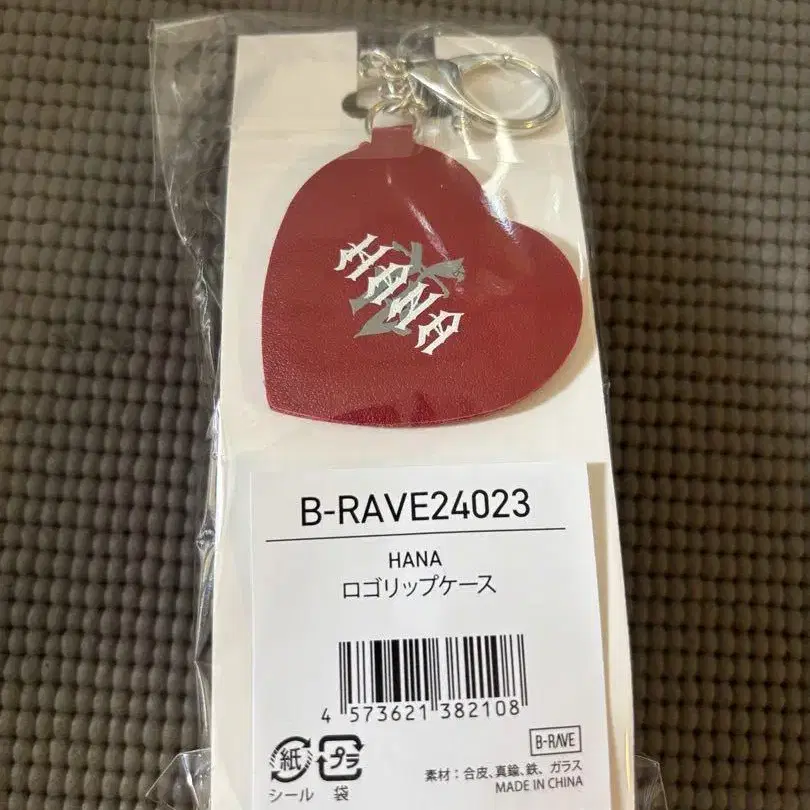 HANA
B-RAVE24023
HANA
ロゴリップケース
4 573621 382108
紙
シール
プラ
袋
B-RAVE
素材：合皮、真鍮、鉄、ガラス
MADE IN CHINA